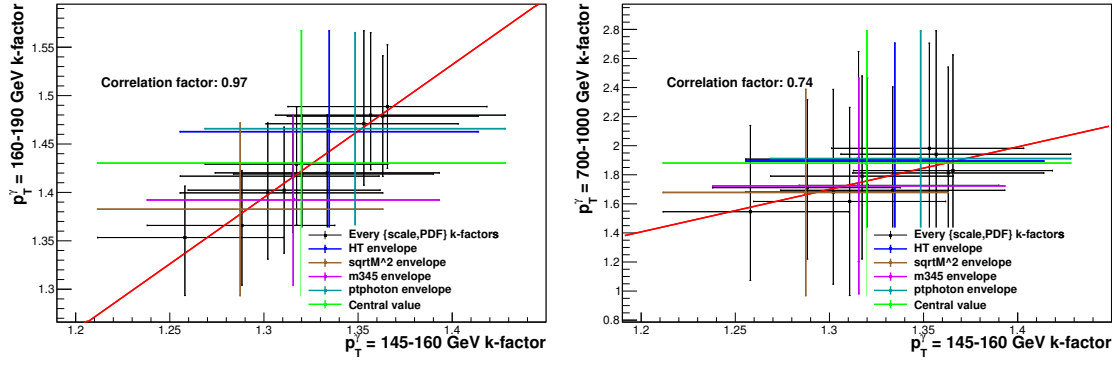 p_T^γ = 160-190 GeV k-factor
1.55
1.5
1.45
1.4
1.35
1.3
Correlation factor: 0.97
Every {scale,PDF} k-factors
HT envelope
sqrtM^2 envelope
m345 envelope
ptphoton envelope
Central value
1.2 1.25 1.3 1.35 1.4
p_T^γ = 145-160 GeV k-factor
p_T^γ = 700-1000 GeV k-factor
2.8
2.6
2.4
2.2
2
1.8
1.6
1.4
1.2
1
0.8
Correlation factor: 0.74
Every {scale,PDF} k-factors
HT envelope
sqrtM^2 envelope
m345 envelope
ptphoton envelope
Central value
1.2 1.25 1.3 1.35 1.4
p_T^γ = 145-160 GeV k-factor